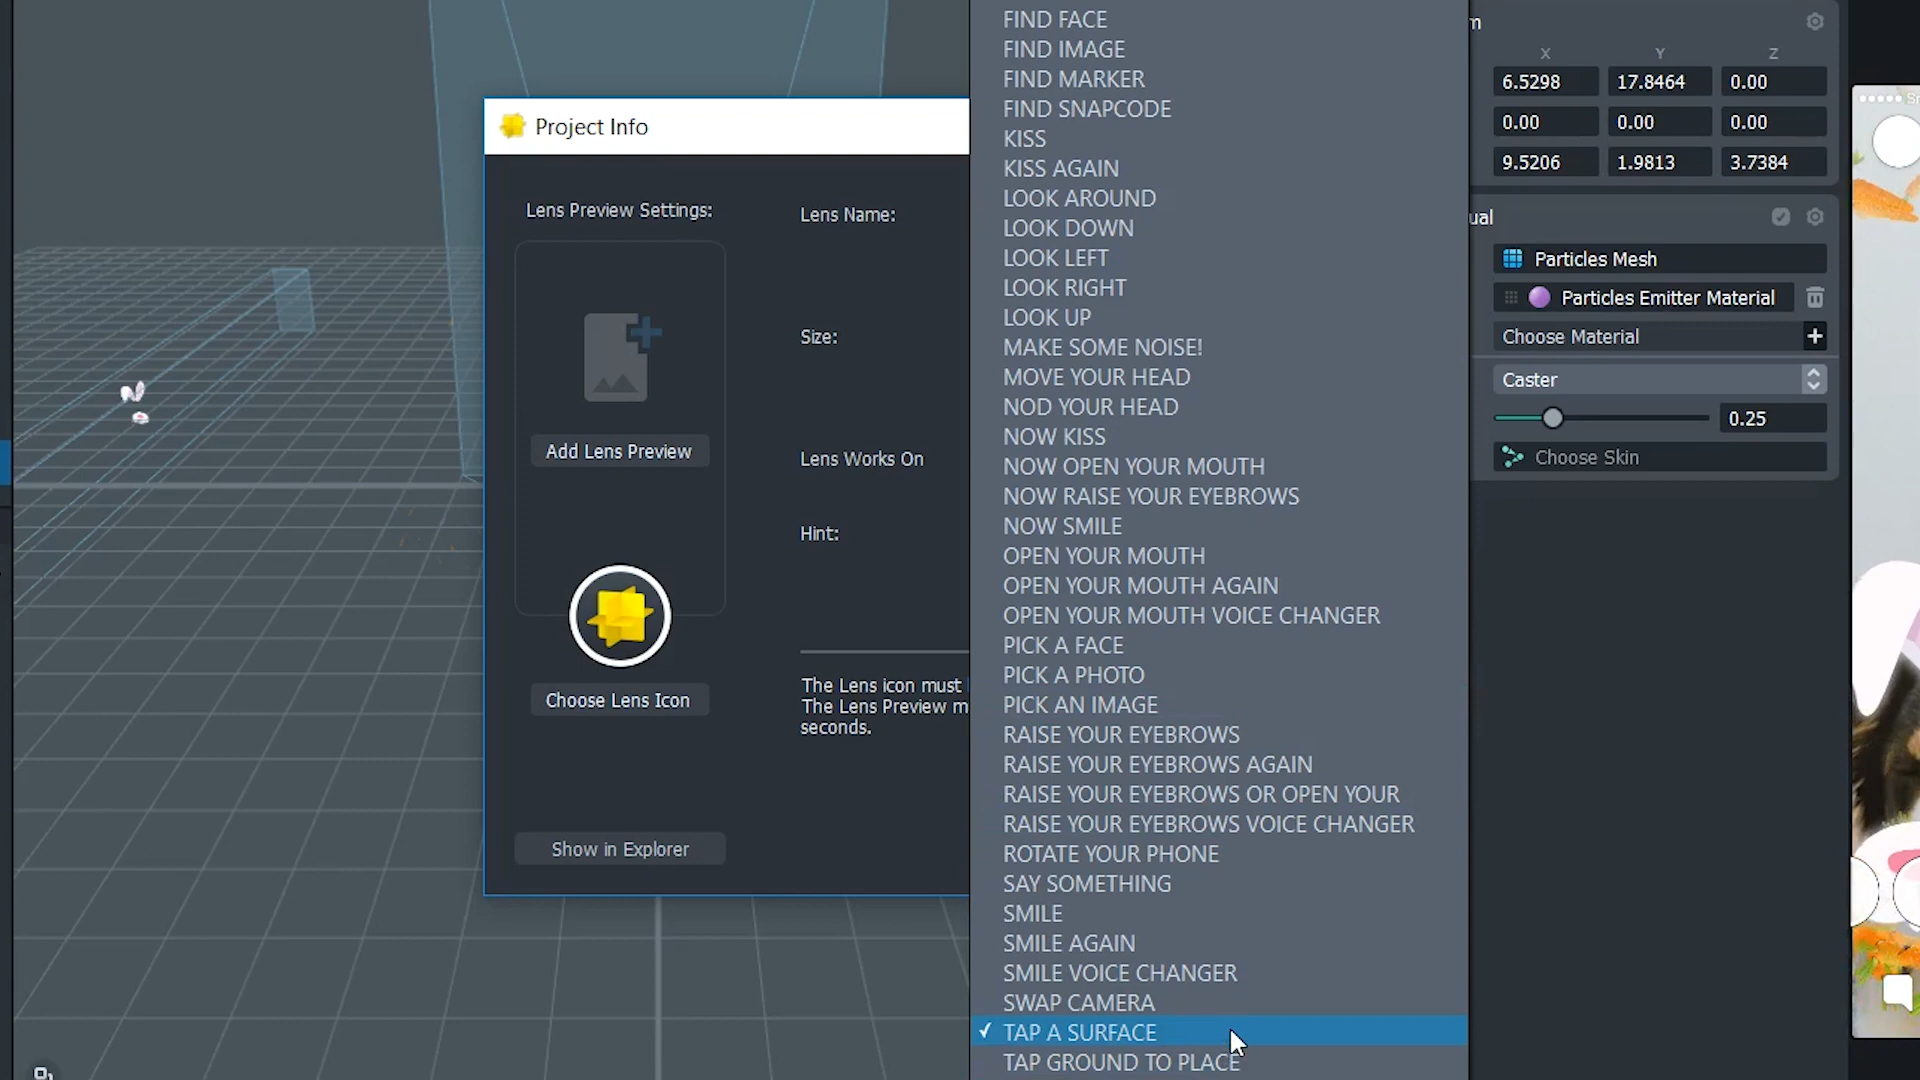 Project Info
Lens Preview Settings:
Add Lens Preview
Choose Lens Icon
Show in Explorer
Lens Name:
Size:
Lens Works On
Hint:
The Lens icon must
The Lens Preview m
seconds.
FIND FACE
FIND IMAGE
FIND MARKER
FIND SNAPCODE
KISS
KISS AGAIN
LOOK AROUND
LOOK DOWN
LOOK LEFT
LOOK RIGHT
LOOK UP
MAKE SOME NOISE!
MOVE YOUR HEAD
NOD YOUR HEAD
NOW KISS
NOW OPEN YOUR MOUTH
NOW RAISE YOUR EYEBROWS
NOW SMILE
OPEN YOUR MOUTH
OPEN YOUR MOUTH AGAIN
OPEN YOUR MOUTH VOICE CHANGER
PICK A FACE
PICK A PHOTO
PICK AN IMAGE
RAISE YOUR EYEBROWS
RAISE YOUR EYEBROWS AGAIN
RAISE YOUR EYEBROWS OR OPEN YOUR
RAISE YOUR EYEBROWS VOICE CHANGER
ROTATE YOUR PHONE
SAY SOMETHING
SMILE
SMILE AGAIN
SMILE VOICE CHANGER
SWAP CAMERA
TAP A SURFACE
TAP GROUND TO PLACE
m
X Y Z
6.5298 17.8464 0.00
0.00 0.00 0.00
9.5206 1.9813 3.7384
ual
Particles Mesh
Particles Emitter Material
Choose Material
Caster
0.25
Choose Skin